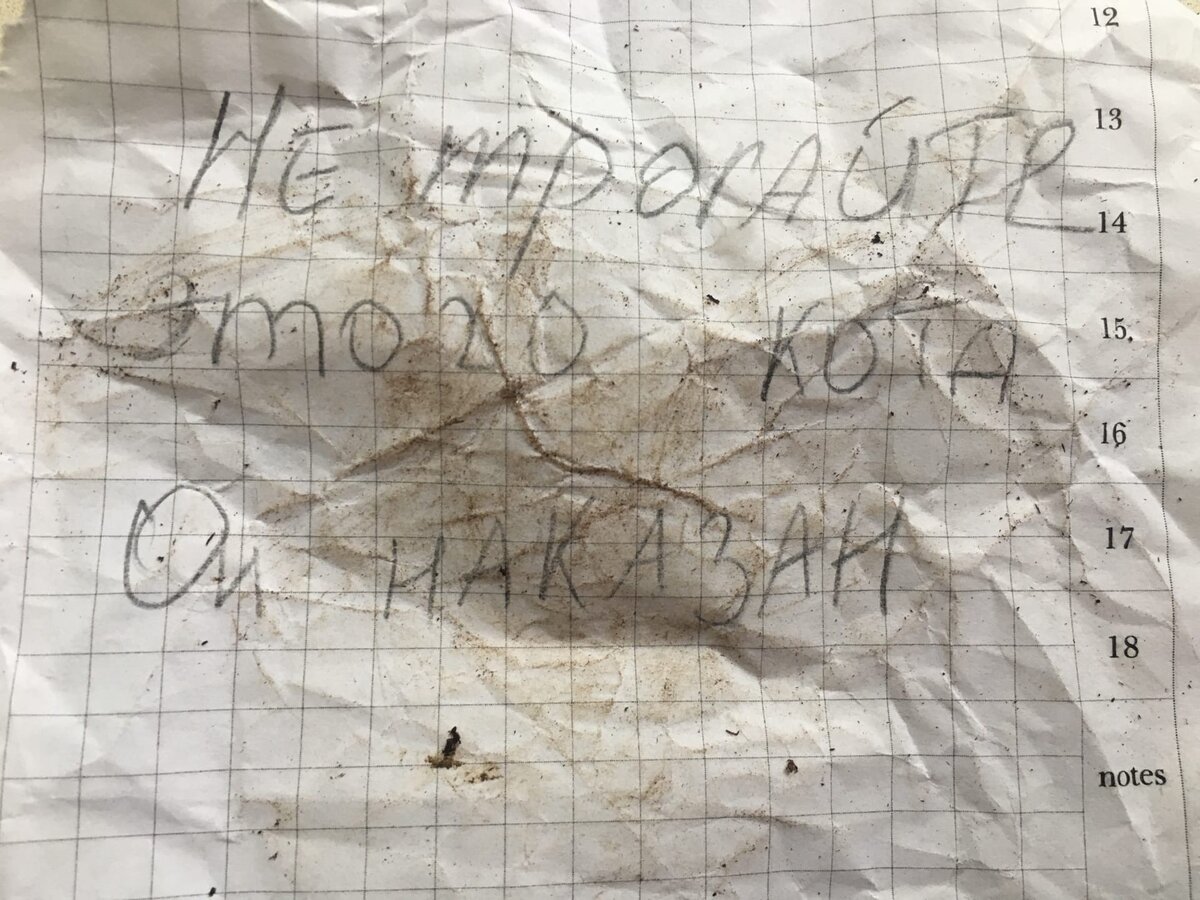 12
13
Не трогайте
14
этого кота
15
16
Он наказан
17
18
notes